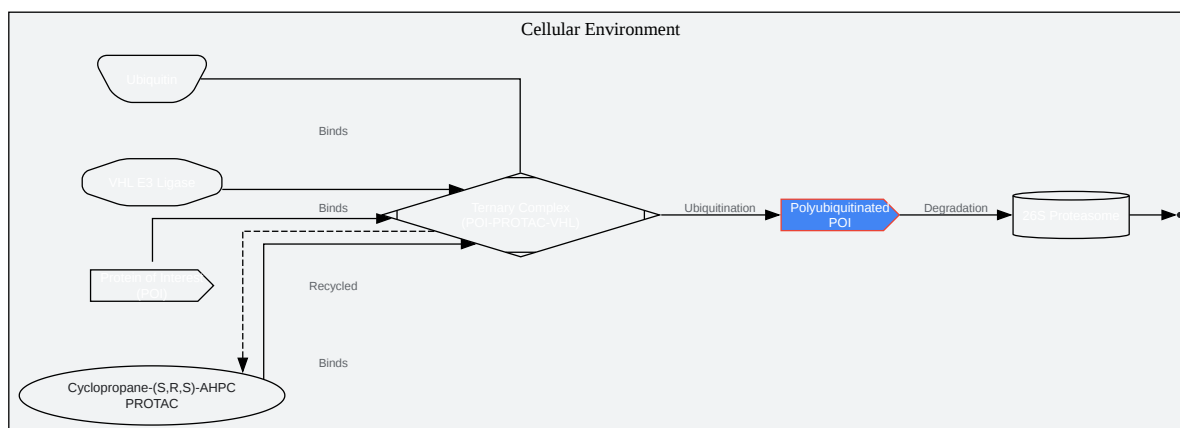 Cellular Environment
Ubiquitin
Binds
VHL E3 Ligase
Binds
Ternary Complex
(POI-PROTAC-VHL)
Ubiquitination
Polyubiquitinated
POI
Degradation
26S Proteasome
Protein of Interest
(POI)
Recycled
Binds
Cyclopropane-(S,R,S)-AHPC
PROTAC